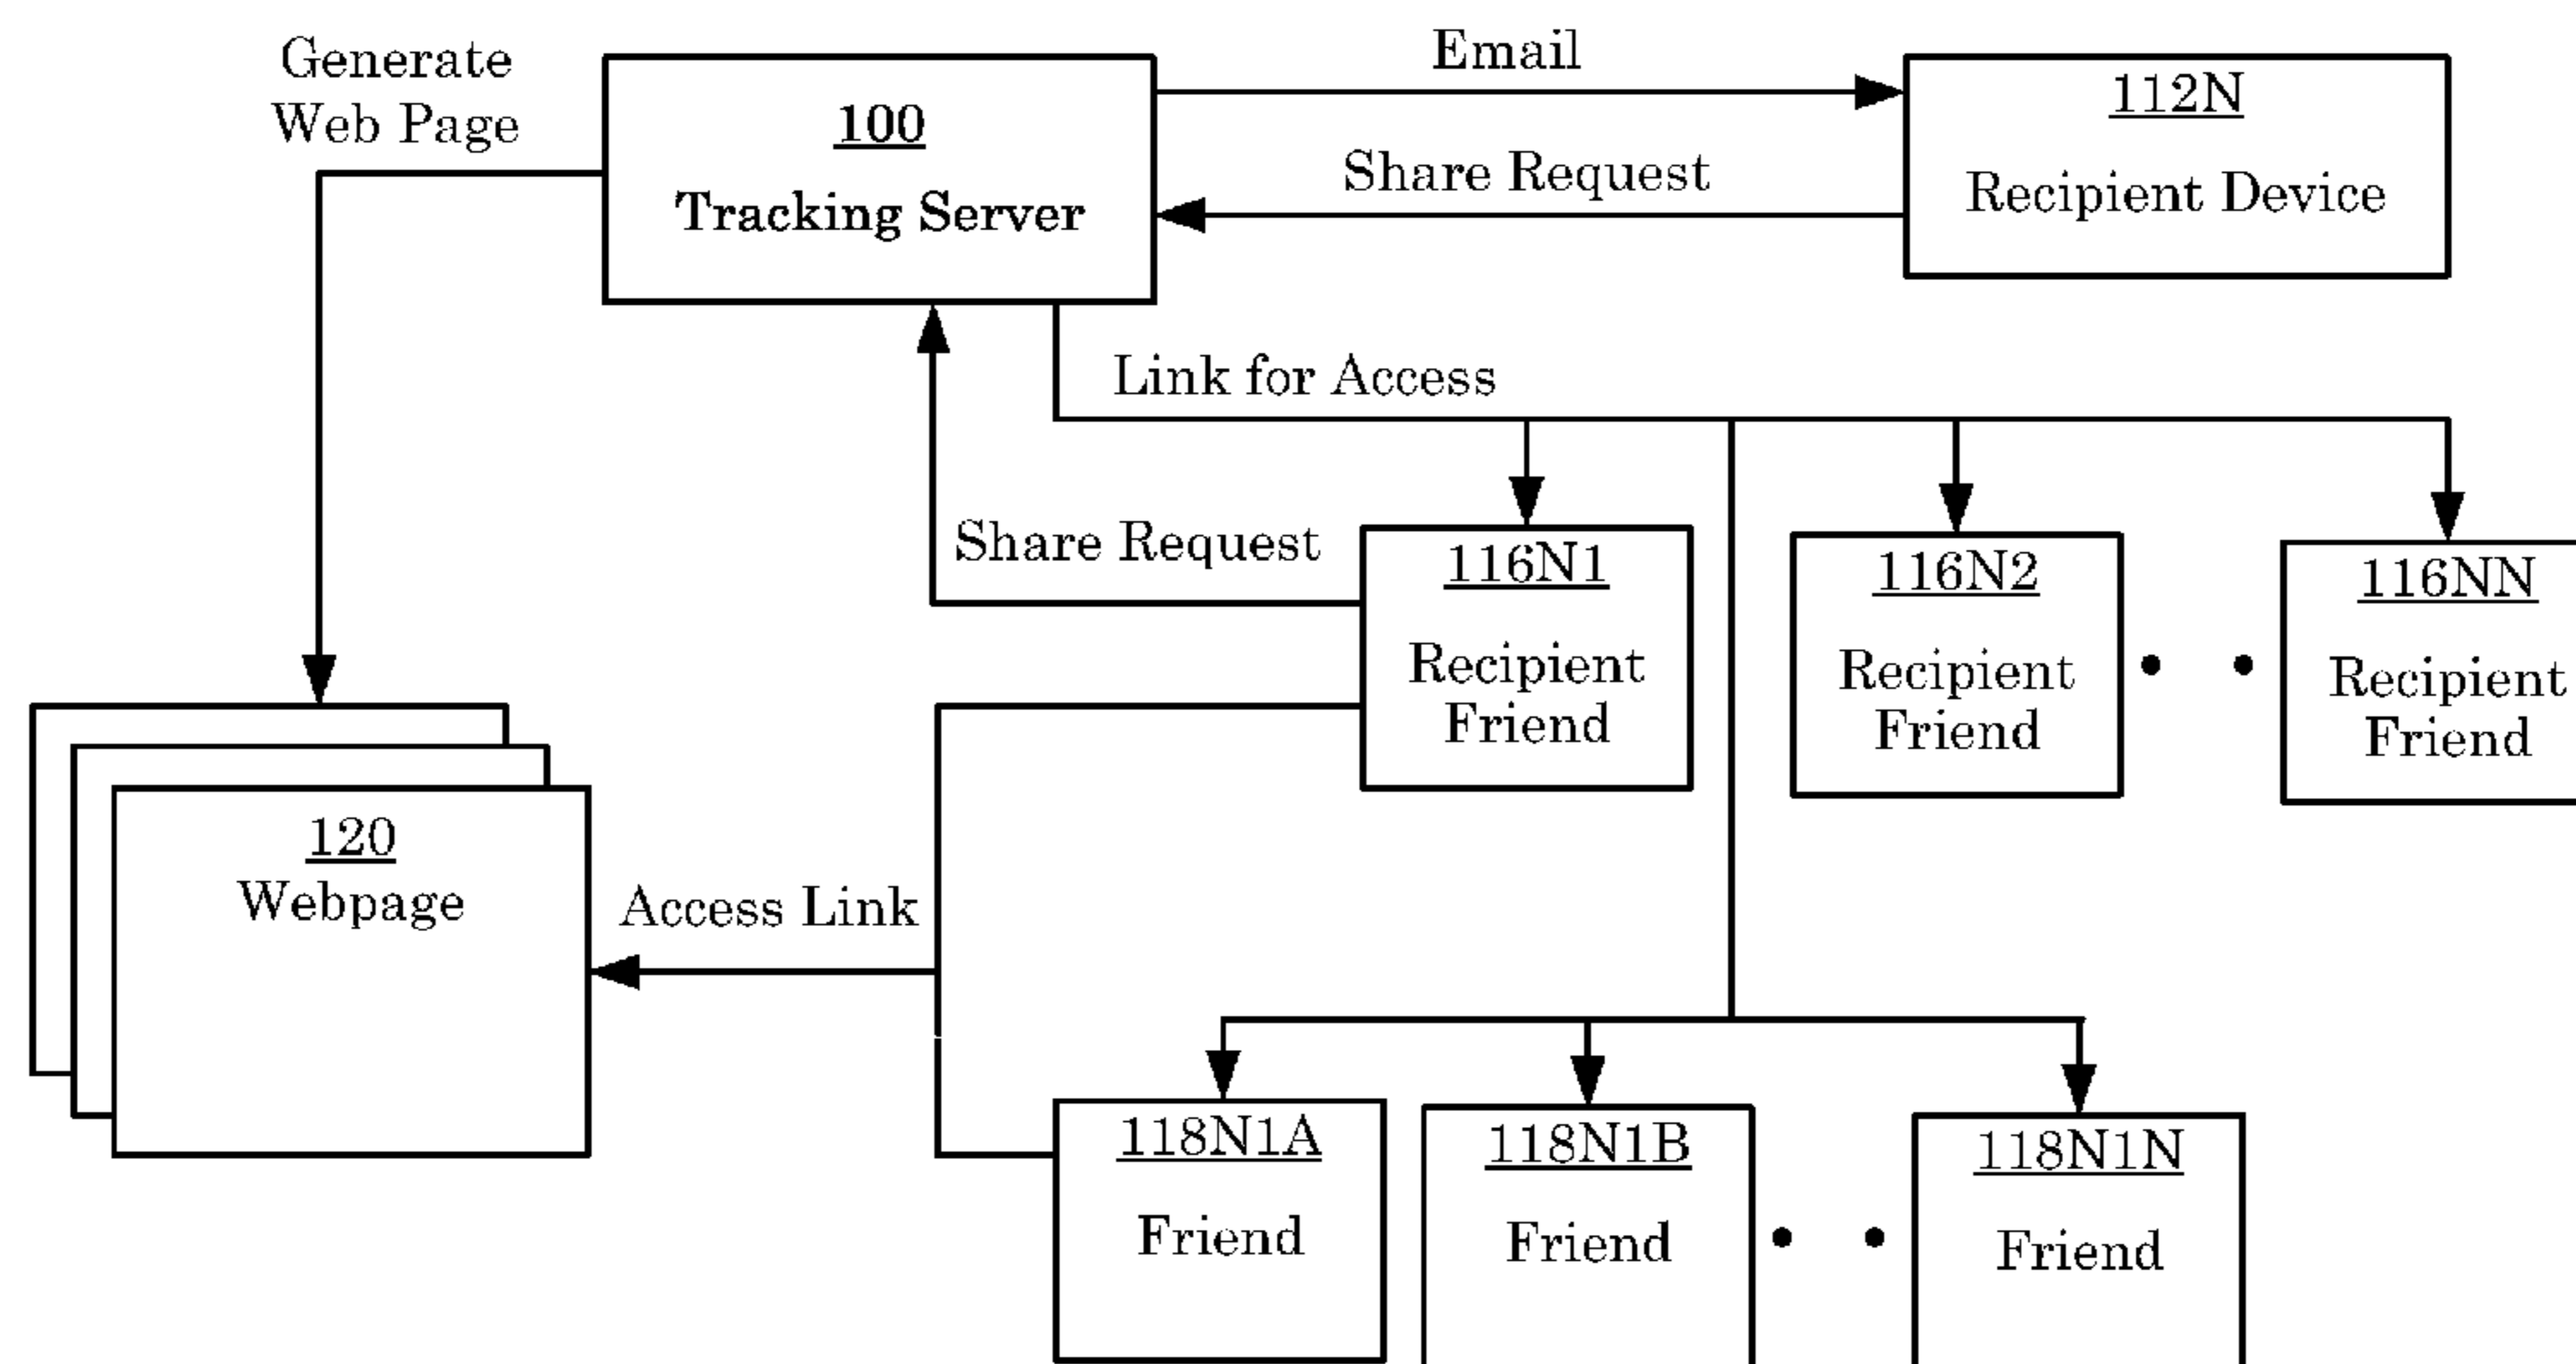 Generate
Web Page
100
Tracking Server
Email
Share Request
112N
Recipient Device
Link for Access
Share Request
116N1
Recipient
Friend
116N2
Recipient
Friend
116NN
Recipient
Friend
120
Webpage
Access Link
118N1A
Friend
118N1B
Friend
118N1N
Friend